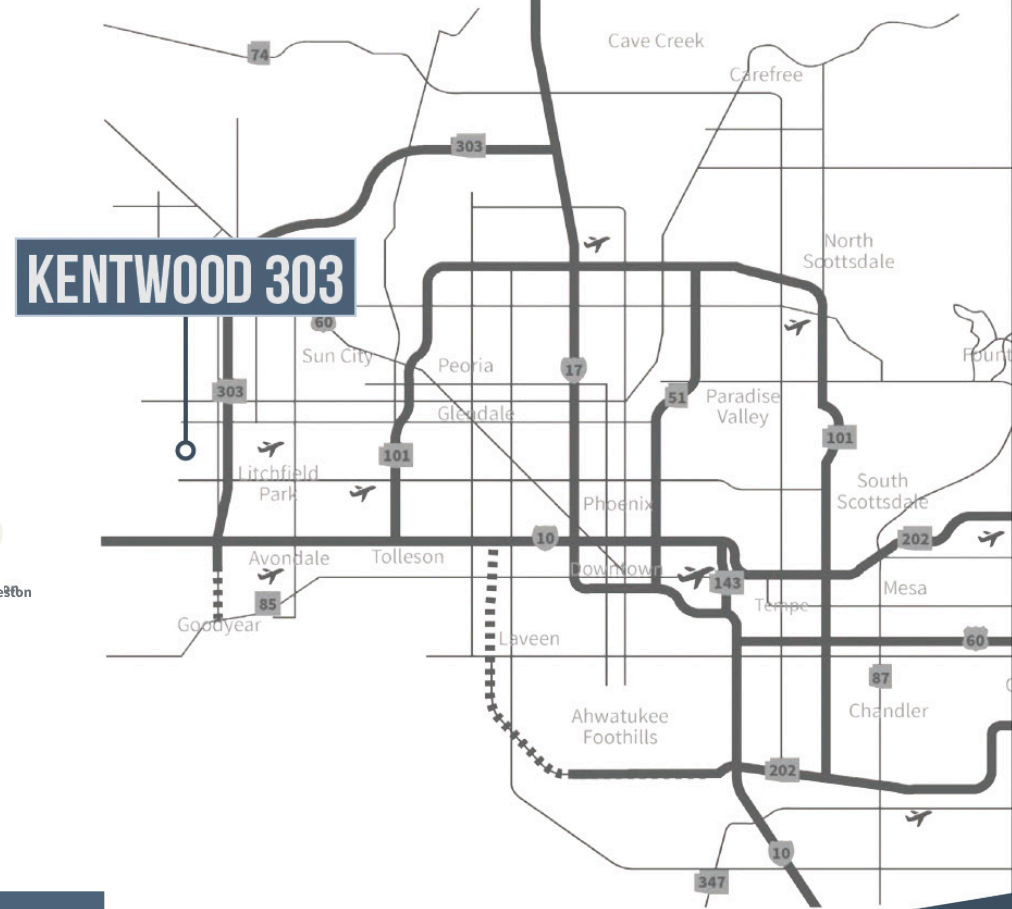 Cave Creek
74
Carefree
303
North
Scottsdale
KENTWOOD 303
60
Sun City
Peoria
17
Fount
303
51
Paradise
Valley
Glendale
101
101
Litchfield
Park
South
Scottsdale
Phoenix
10
202
Avondale
Tolleson
Downtown
143
Mesa
85
Tempe
Goodyear
Laveen
60
87
Chandler
Ahwatukee
Foothills
202
10
347